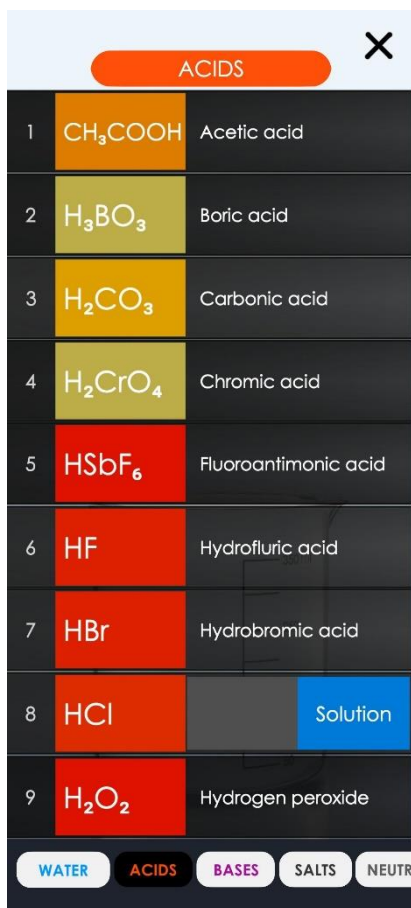 ACIDS
1 CH₃COOH Acetic acid
2 H₃BO₃ Boric acid
3 H₂CO₃ Carbonic acid
4 H₂CrO₄ Chromic acid
5 HSbF₆ Fluoroantimonic acid
6 HF Hydrofluric acid
7 HBr Hydrobromic acid
8 HCl Solution
9 H₂O₂ Hydrogen peroxide
WATER ACIDS BASES SALTS NEUTR